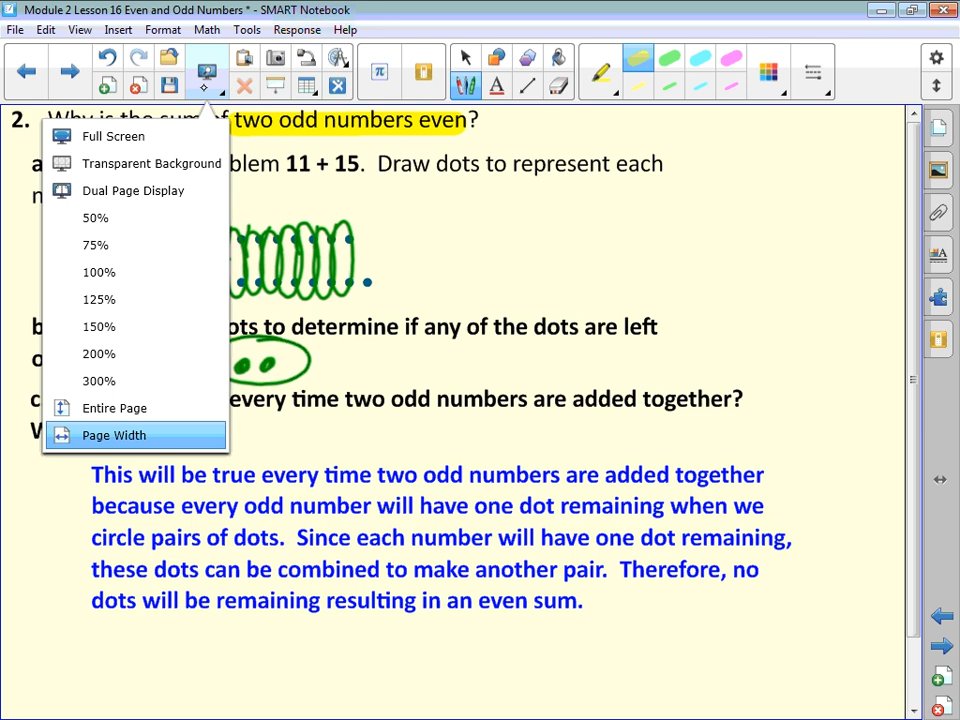 Module 2 Lesson 16 Even and Odd Numbers * - SMART Notebook
File Edit View Insert Format Math Tools Response Help
2. Why is the sum of two odd numbers even?
Full Screen
blem 11 + 15. Draw dots to represent each
Transparent Background
Dual Page Display
50%
75%
100%
125%
150%
200%
300%
Entire Page
Page Width
ots to determine if any of the dots are left
every time two odd numbers are added together?
This will be true every time two odd numbers are added together
because every odd number will have one dot remaining when we
circle pairs of dots. Since each number will have one dot remaining,
these dots can be combined to make another pair. Therefore, no
dots will be remaining resulting in an even sum.